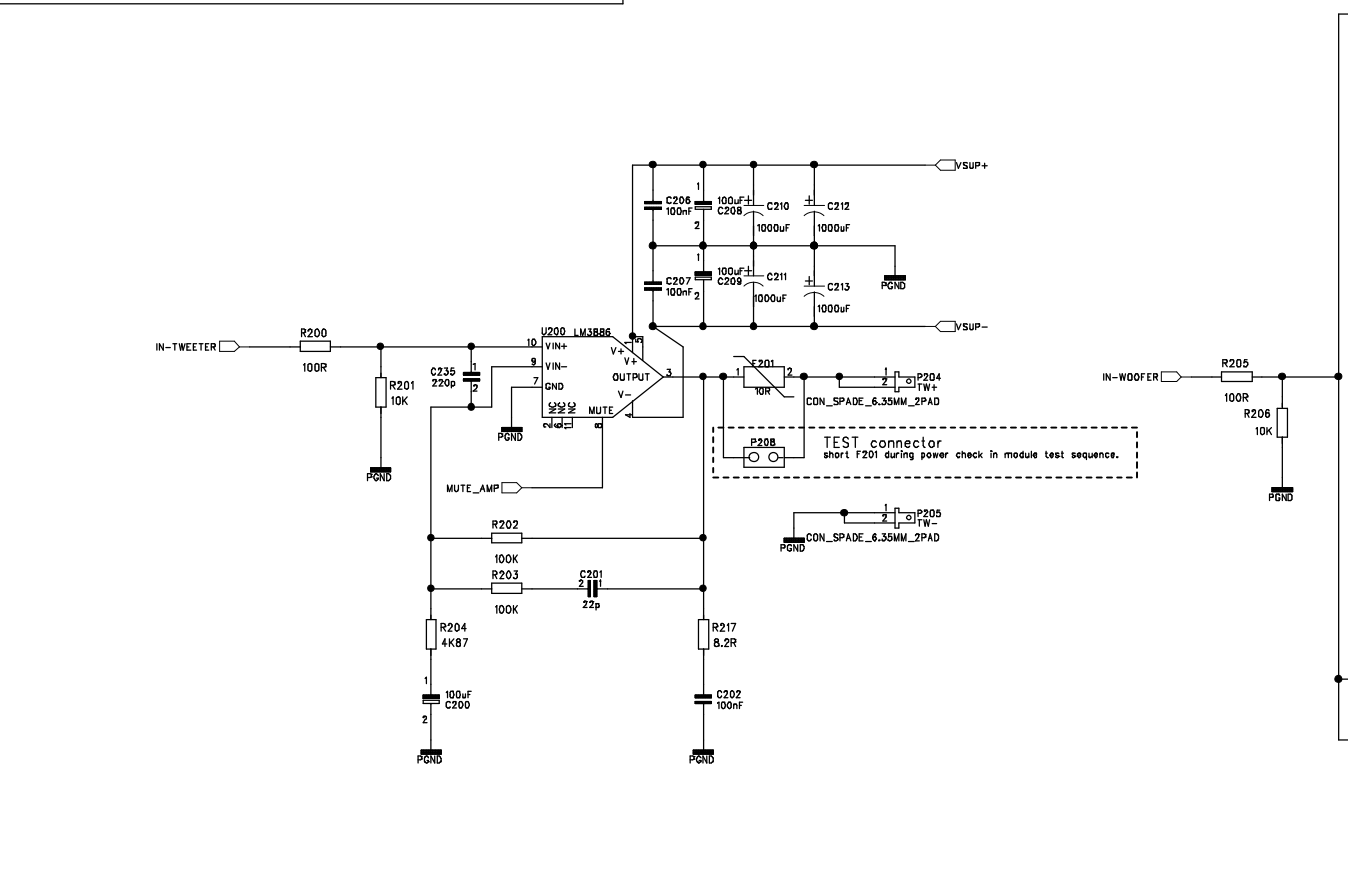 VSUP+
1
C206
100nF
100uF
C208
+
C210
+
C212
2
1000uF
1000uF
1
C207
100nF
100uF
C209
+
C211
+
C213
2
1000uF
1000uF
PGND
VSUP-
U200 LM3886
IN-TWEETER
R200
100R
10 VIN+
9 VIN-
7 GND
V+
V+
1
5
OUTPUT 3
V-
4
MUTE
8
NC NC NC
2 6 11
C235
220p
1
2
R201
10K
PGND
PGND
1 F201 2
10R
1
2
P204
TW+
CON_SPADE_6.35MM_2PAD
P208
TEST connector
short F201 during power check in module test sequence.
MUTE_AMP
1
2
P205
TW-
PGND
CON_SPADE_6.35MM_2PAD
R202
100K
R203
100K
C201
2 1
22p
R204
4K87
R217
8.2R
1
100uF
C200
2
C202
100nF
PGND
PGND
IN-WOOFER
R205
100R
R206
10K
PGND